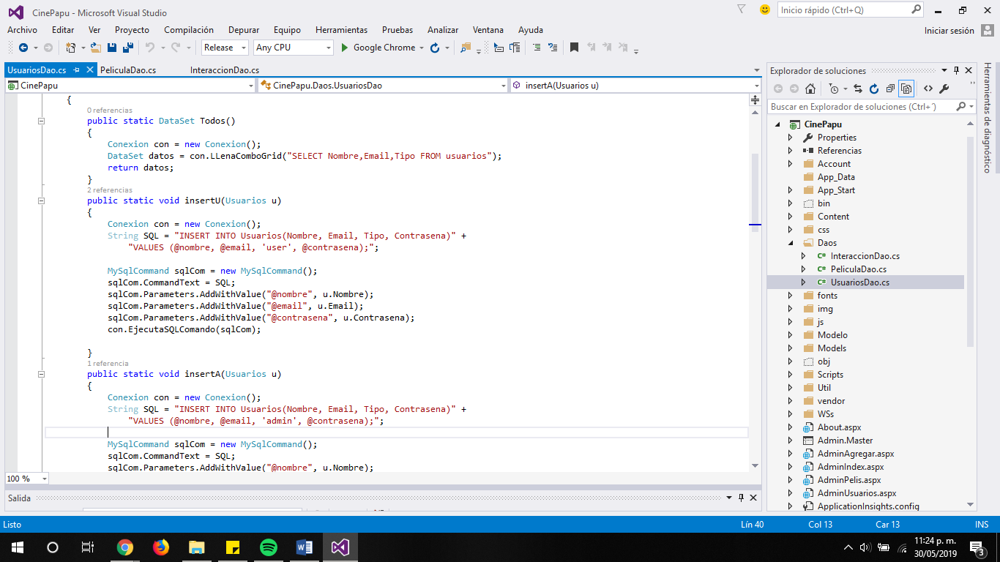 CinePapu - Microsoft Visual Studio
Inicio rápido (Ctrl+Q)
Archivo Editar Ver Proyecto Compilación Depurar Equipo Herramientas Pruebas Analizar Ventana Ayuda
Iniciar sesión
Release Any CPU Google Chrome
UsuariosDao.cs PeliculaDao.cs InteraccionDao.cs
CinePapu CinePapu.Daos.UsuariosDao insertA(Usuarios u)
{
0 referencias
public static DataSet Todos()
{
Conexion con = new Conexion();
DataSet datos = con.LLenaComboGrid("SELECT Nombre,Email,Tipo FROM usuarios");
return datos;
}
2 referencias
public static void insertU(Usuarios u)
{
Conexion con = new Conexion();
String SQL = "INSERT INTO Usuarios(Nombre, Email, Tipo, Contrasena)" +
"VALUES (@nombre, @email, 'user', @contrasena);";
MySqlCommand sqlCom = new MySqlCommand();
sqlCom.CommandText = SQL;
sqlCom.Parameters.AddWithValue("@nombre", u.Nombre);
sqlCom.Parameters.AddWithValue("@email", u.Email);
sqlCom.Parameters.AddWithValue("@contrasena", u.Contrasena);
con.EjecutaSQLComando(sqlCom);
}
1 referencia
public static void insertA(Usuarios u)
{
Conexion con = new Conexion();
String SQL = "INSERT INTO Usuarios(Nombre, Email, Tipo, Contrasena)" +
"VALUES (@nombre, @email, 'admin', @contrasena);";
MySqlCommand sqlCom = new MySqlCommand();
sqlCom.CommandText = SQL;
sqlCom.Parameters.AddWithValue("@nombre", u.Nombre);
100 %
Salida
Explorador de soluciones
Buscar en Explorador de soluciones (Ctrl+´)
CinePapu
Properties
Referencias
Account
App_Data
App_Start
bin
Content
css
Daos
C# InteraccionDao.cs
C# PeliculaDao.cs
C# UsuariosDao.cs
fonts
img
js
Modelo
Models
obj
Scripts
Util
vendor
WSs
About.aspx
Admin.Master
AdminAgregar.aspx
AdminIndex.aspx
AdminPelis.aspx
AdminUsuarios.aspx
ApplicationInsights.config
Herramientas de diagnóstico
Listo Lín 40 Col 13 Car 13 INS
11:24 p. m.
30/05/2019
3